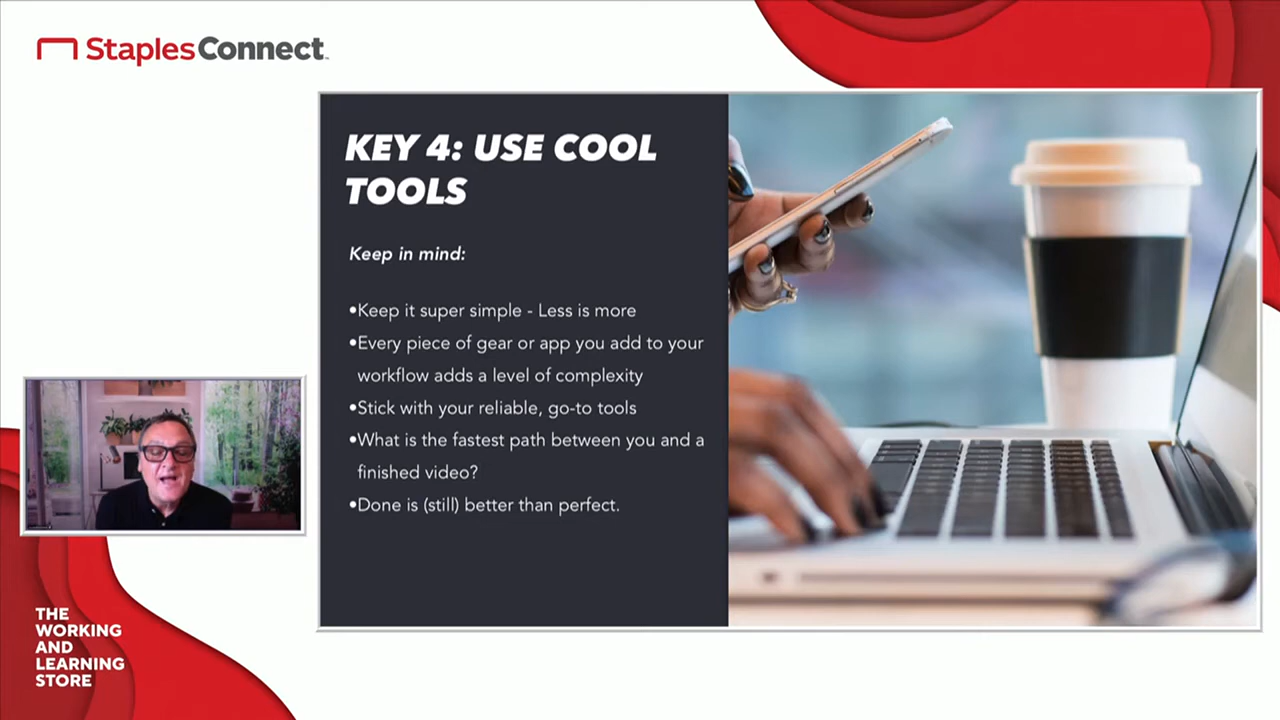 StaplesConnect™
KEY 4: USE COOL
TOOLS
Keep in mind:
•Keep it super simple - Less is more
•Every piece of gear or app you add to your
workflow adds a level of complexity
•Stick with your reliable, go-to tools
•What is the fastest path between you and a
finished video?
•Done is (still) better than perfect.
THE
WORKING
AND
LEARNING
STORE